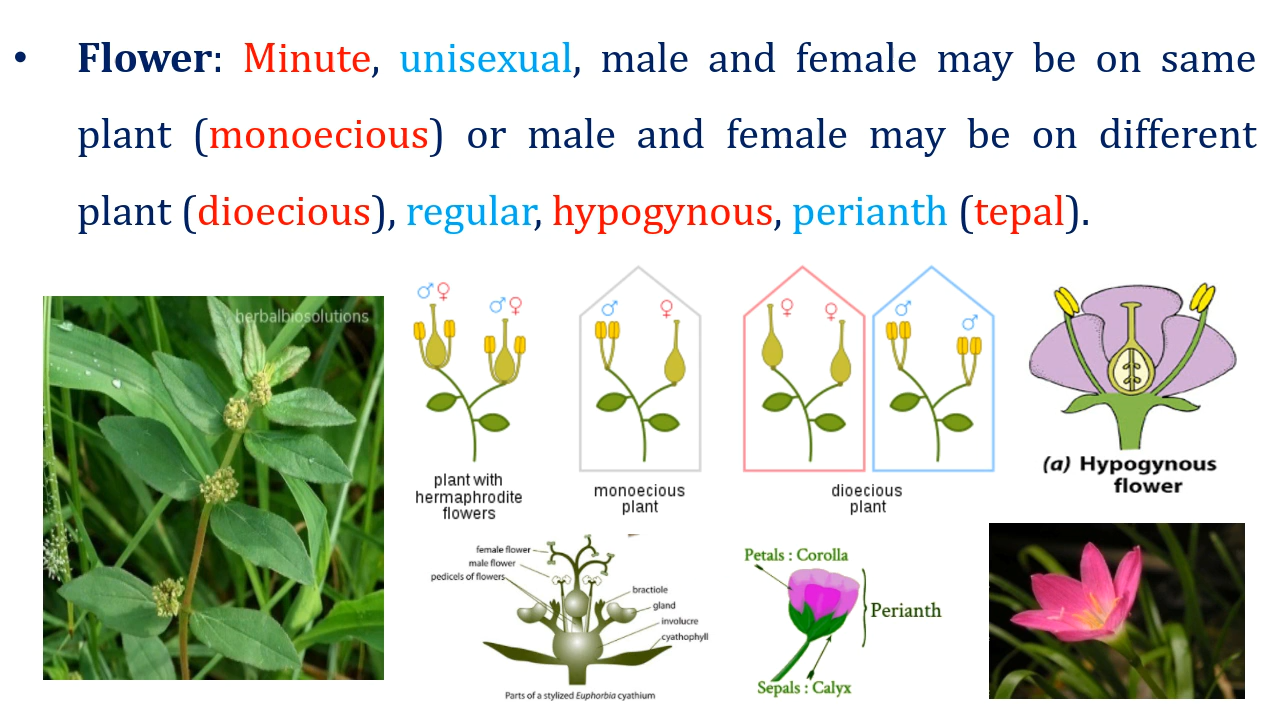 • Flower: Minute, unisexual, male and female may be on same
plant (monoecious) or male and female may be on different
plant (dioecious), regular, hypogynous, perianth (tepal).
herbalbiosolutions
♂♀
♂♀
plant with
hermaphrodite
flowers
♂
♀
monoecious
plant
♀
♀
♂
♂
dioecious
plant
(a) Hypogynous
flower
female flower
male flower
pedicels of flowers
bractiole
gland
involucre
cyathophyll
Parts of a stylized Euphorbia cyathium
Petals : Corolla
Perianth
Sepals : Calyx